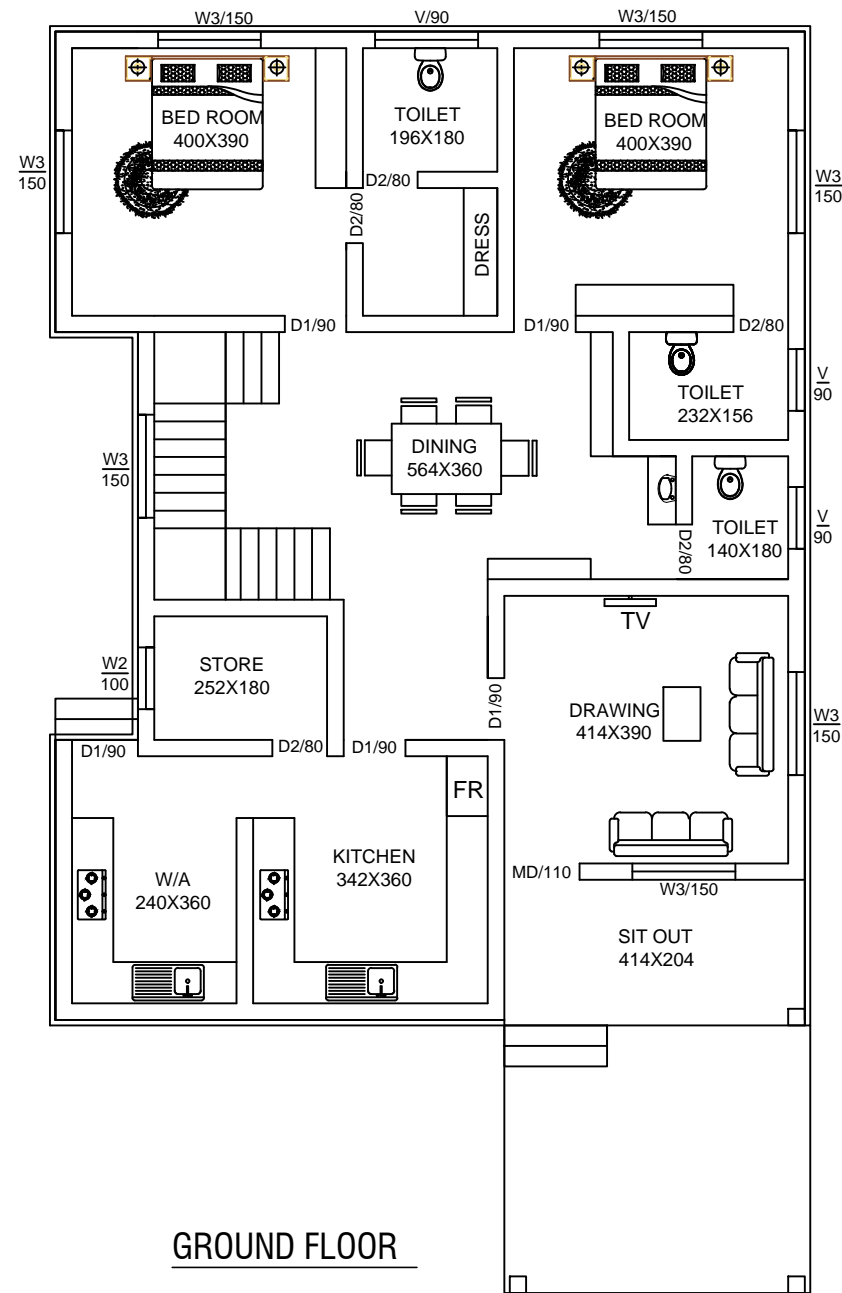 W3/150
V/90
W3/150
BED ROOM
400X390
TOILET
196X180
BED ROOM
400X390
W3
150
D2/80
D2/80
DRESS
W3
150
D1/90
D1/90
D2/80
TOILET
232X156
V
90
DINING
564X360
W3
150
TOILET
140X180
V
90
D2/80
TV
W2
100
STORE
252X180
D1/90
DRAWING
414X390
W3
150
D1/90
D2/80
D1/90
FR
W/A
240X360
KITCHEN
342X360
MD/110
W3/150
SIT OUT
414X204
GROUND FLOOR